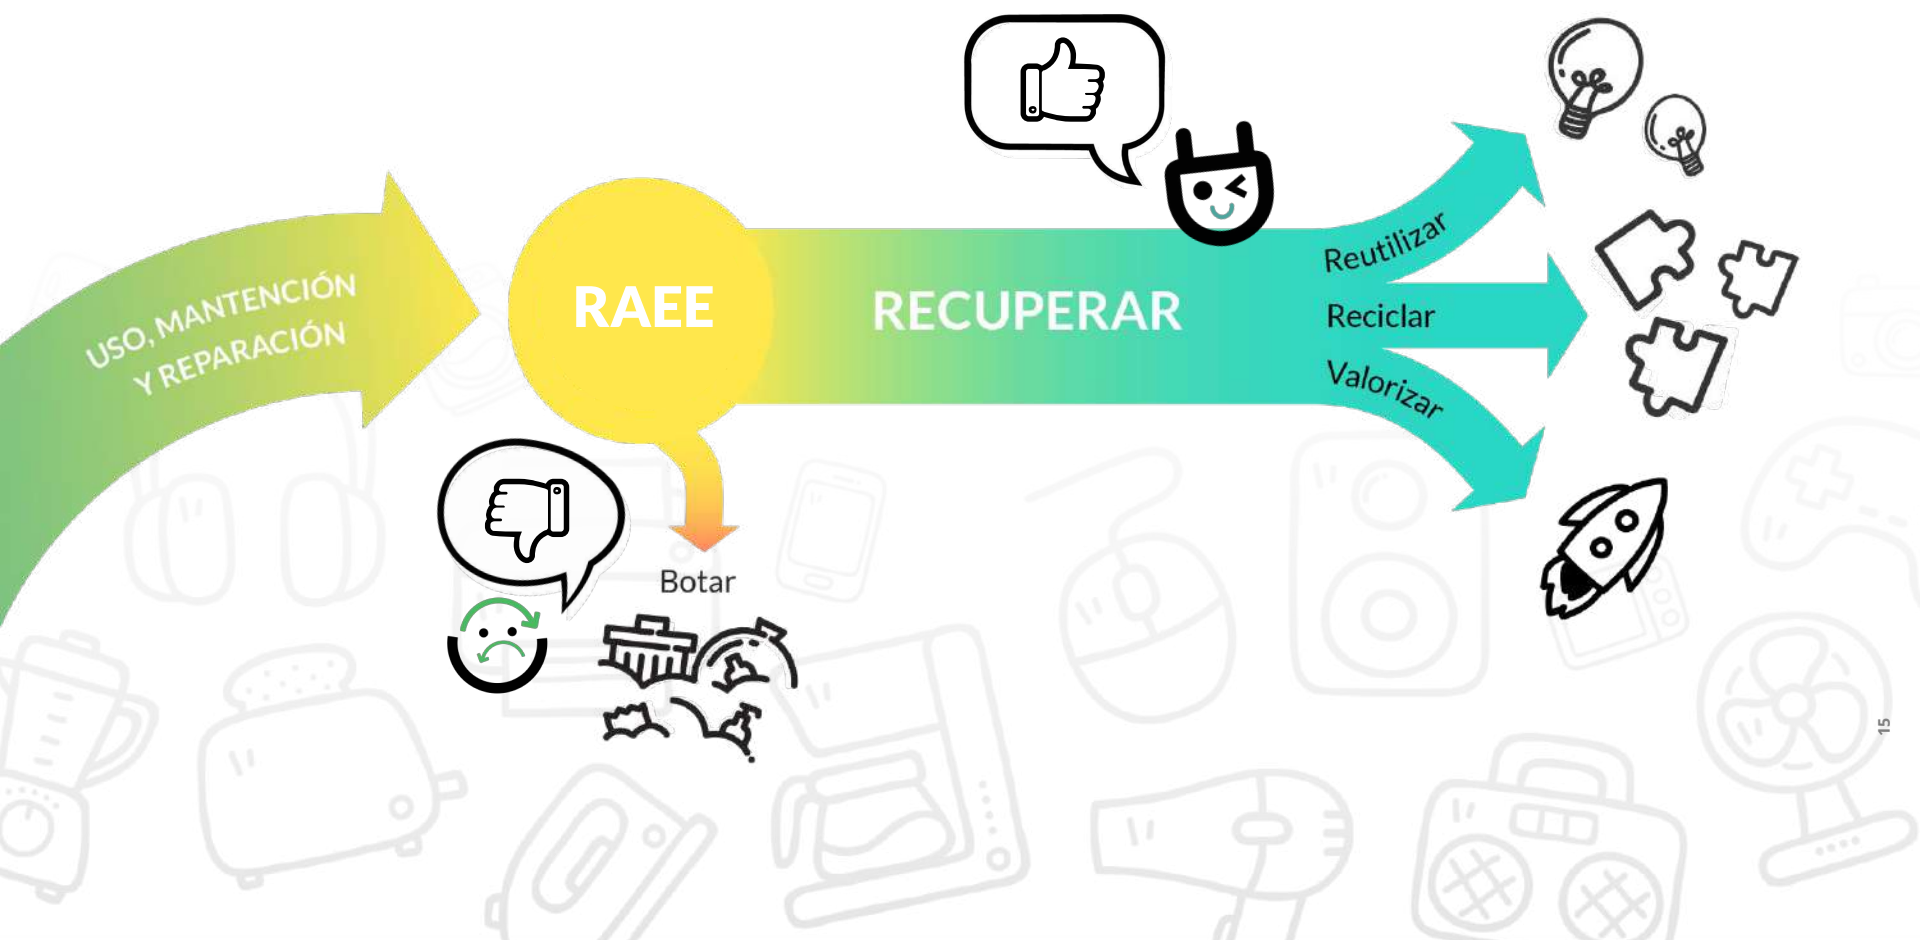 USO, MANTENCIÓN
Y REPARACIÓN
RAEE
RECUPERAR
Reutilizar
Reciclar
Valorizar
Botar
15